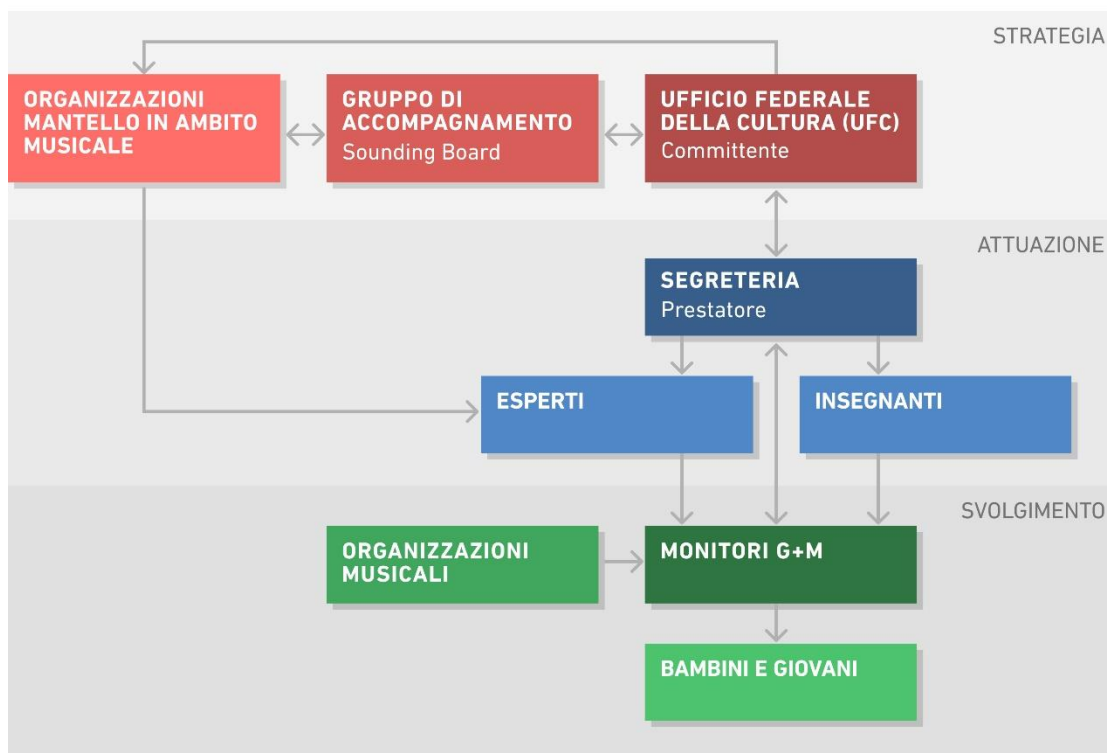 STRATEGIA
ORGANIZZAZIONI
MANTELLO IN AMBITO
MUSICALE
GRUPPO DI
ACCOMPAGNAMENTO
Sounding Board
UFFICIO FEDERALE
DELLA CULTURA (UFC)
Committente
ATTUAZIONE
SEGRETERIA
Prestatore
ESPERTI
INSEGNANTI
SVOLGIMENTO
ORGANIZZAZIONI
MUSICALI
MONITORI G+M
BAMBINI E GIOVANI